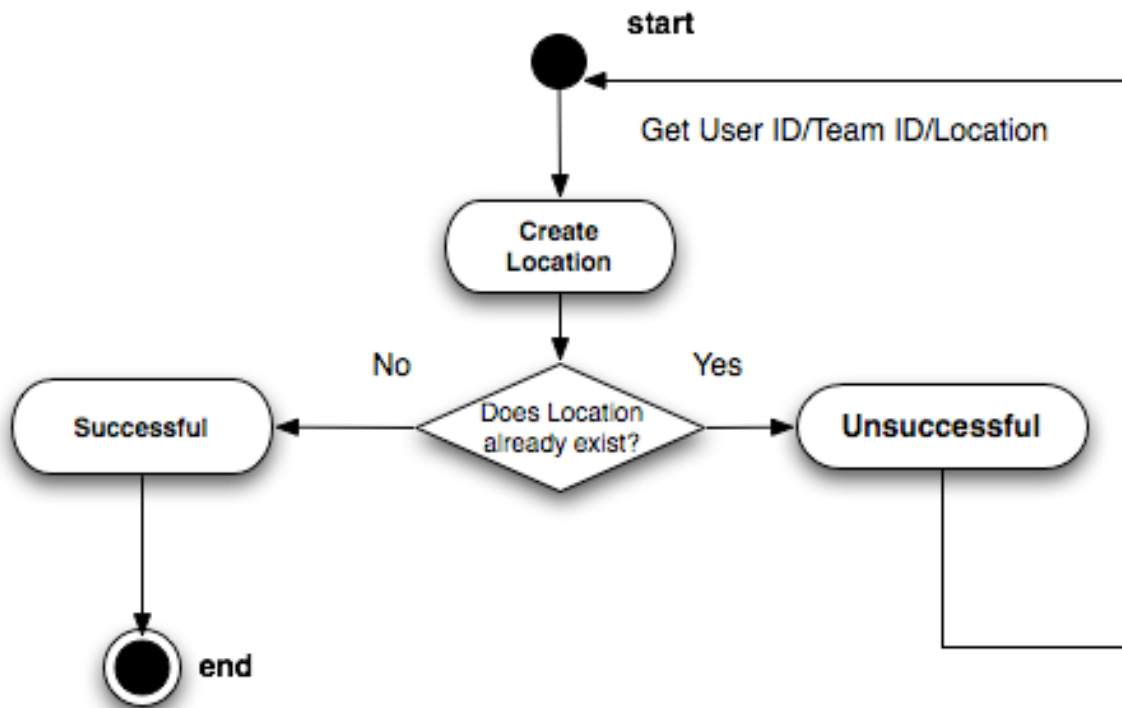 start
Get User ID/Team ID/Location
Create
Location
No
Yes
Does Location
already exist?
Successful
Unsuccessful
end